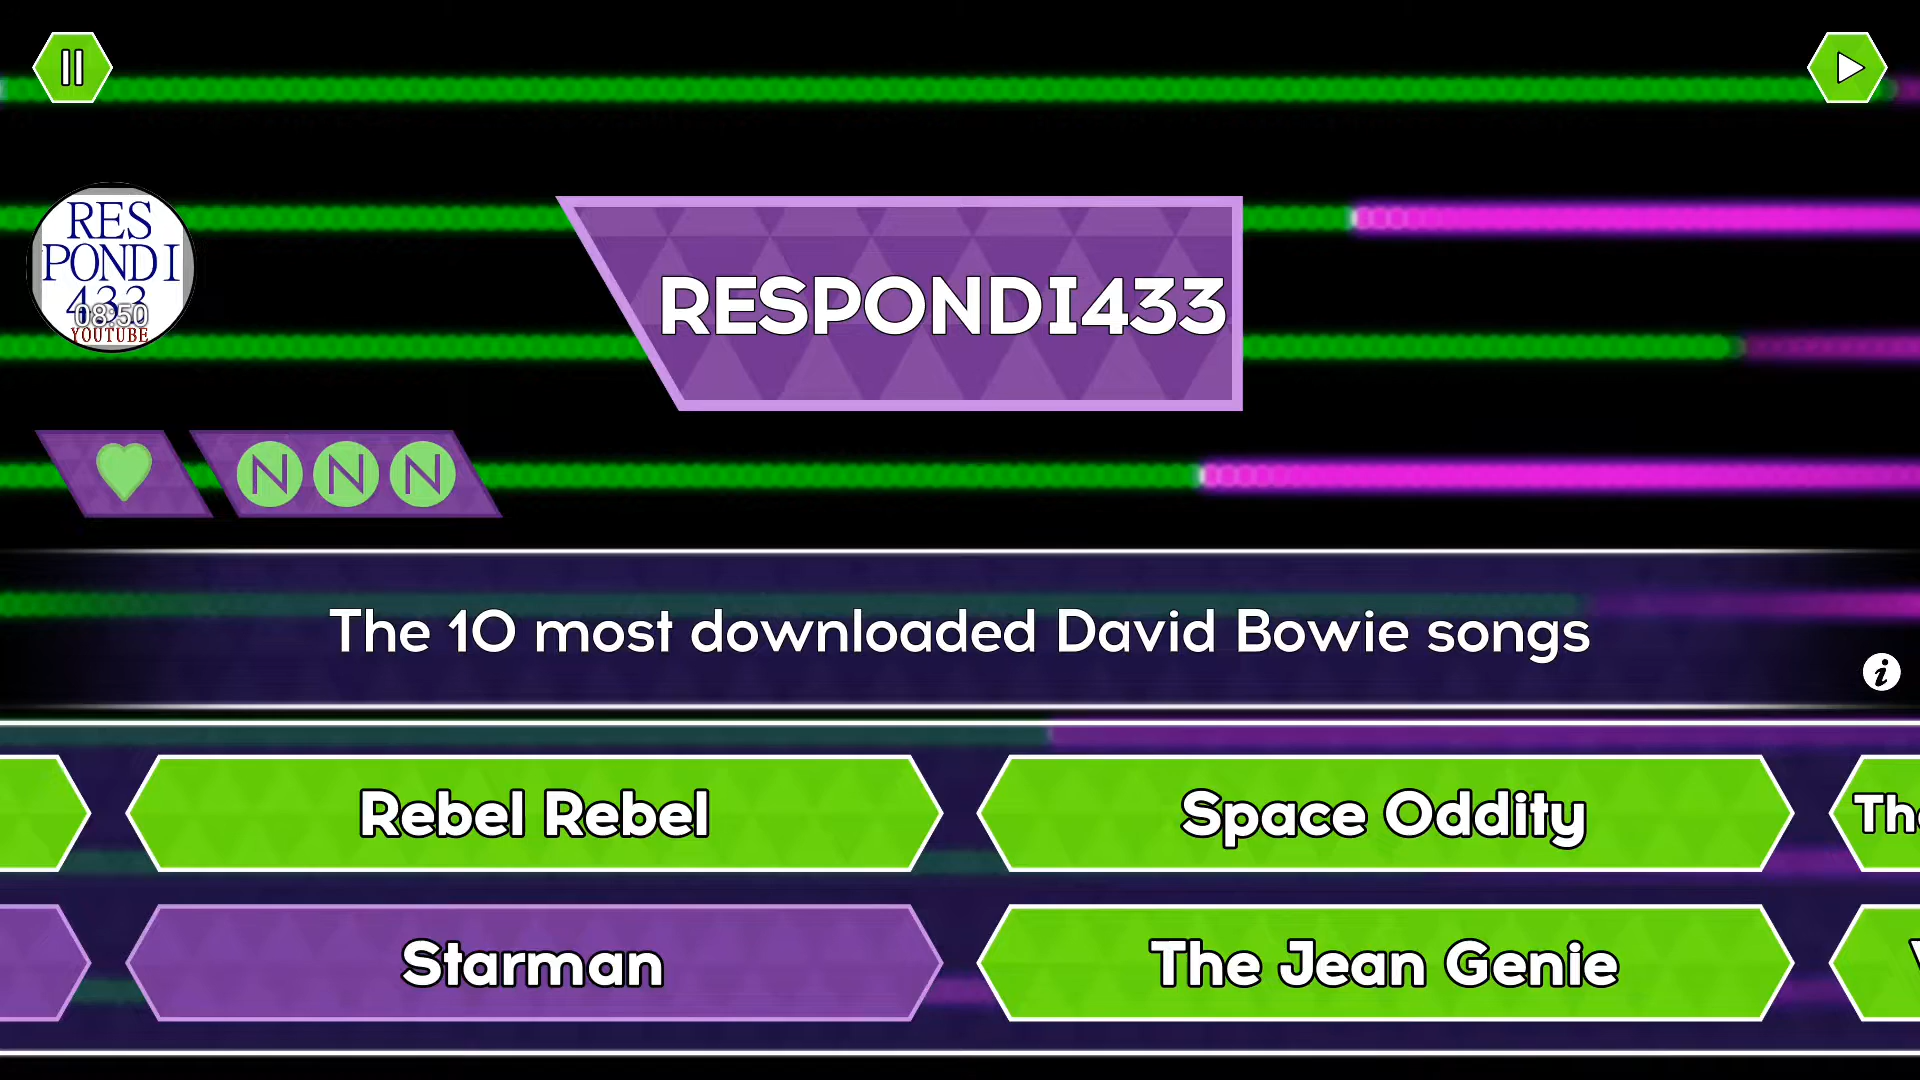 RES
PONDI
433
08:50
YOUTUBE
RESPONDI433
N N N
The 10 most downloaded David Bowie songs
i
Rebel Rebel
Space Oddity
Starman
The Jean Genie